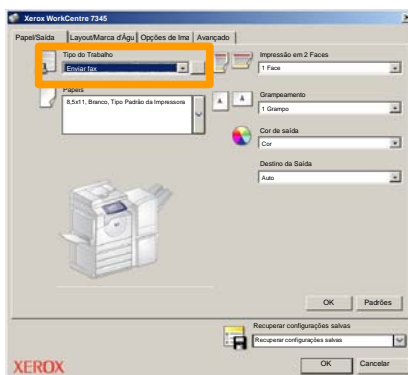 Xerox WorkCentre 7345
Papel/Saída Layout/Marca d'Águ Opções de Ima Avançado
Tipo do Trabalho
Enviar fax
Papéis
8,5x11, Branco, Tipo Padrão da Impressora
Impressão em 2 Faces
1 Face
Grampeamento
1 Grampo
Cor de saída
Cor
Destino da Saída
Auto
OK Padrões
Recuperar configurações salvas
Recuperar configurações salvas
XEROX
OK Cancelar